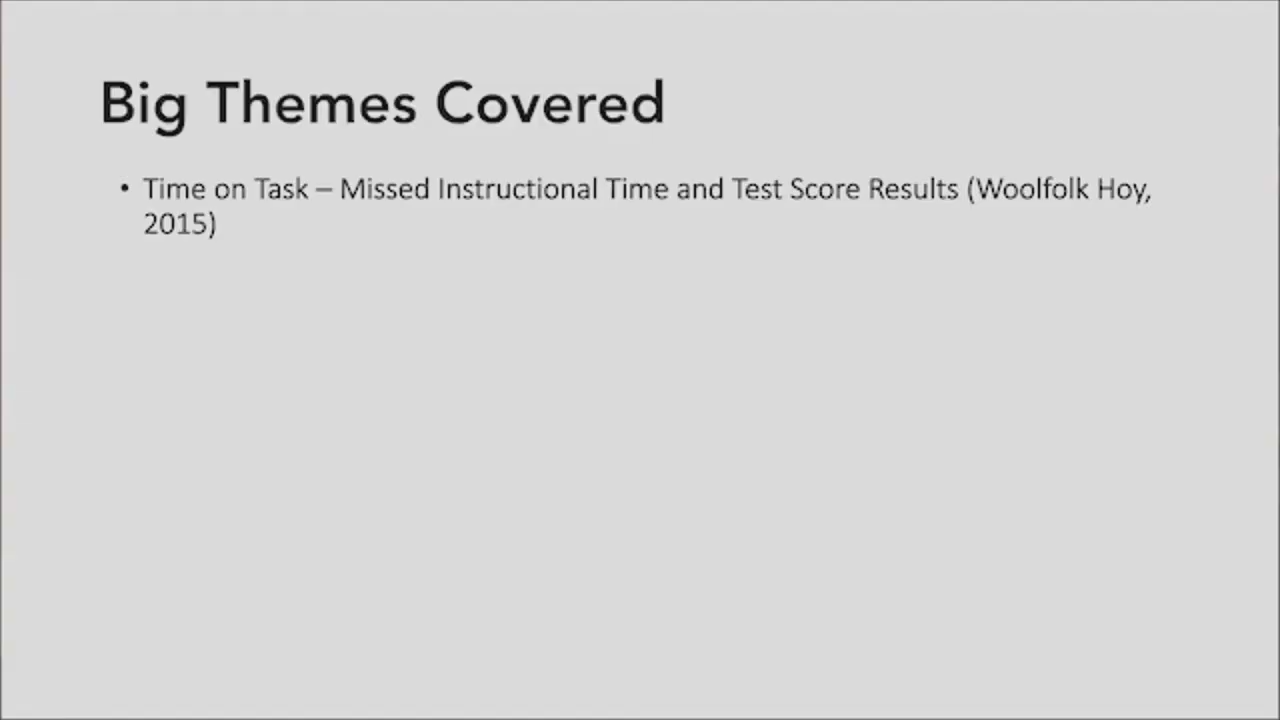 Big Themes Covered
• Time on Task – Missed Instructional Time and Test Score Results (Woolfolk Hoy,
2015)